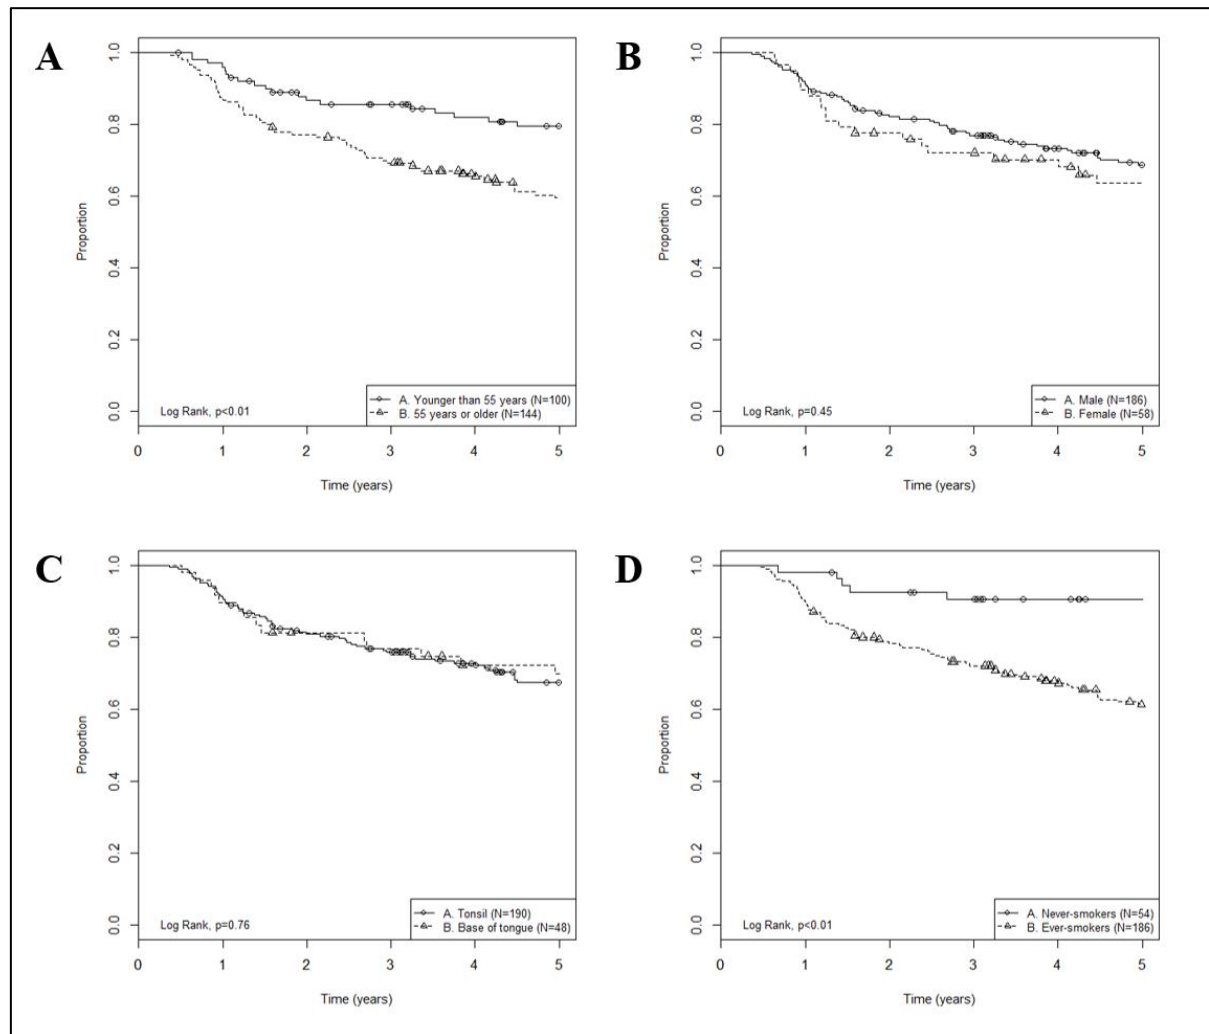 A
1.0
0.8
0.6
0.4
0.2
0.0
Proportion
Log Rank, p<0.01
A. Younger than 55 years (N=100)
B. 55 years or older (N=144)
0 1 2 3 4 5
Time (years)
B
1.0
0.8
0.6
0.4
0.2
0.0
Proportion
Log Rank, p=0.45
A. Male (N=186)
B. Female (N=58)
0 1 2 3 4 5
Time (years)
C
1.0
0.8
0.6
0.4
0.2
0.0
Proportion
Log Rank, p=0.76
A. Tonsil (N=190)
B. Base of tongue (N=48)
0 1 2 3 4 5
Time (years)
D
1.0
0.8
0.6
0.4
0.2
0.0
Proportion
Log Rank, p<0.01
A. Never-smokers (N=54)
B. Ever-smokers (N=186)
0 1 2 3 4 5
Time (years)